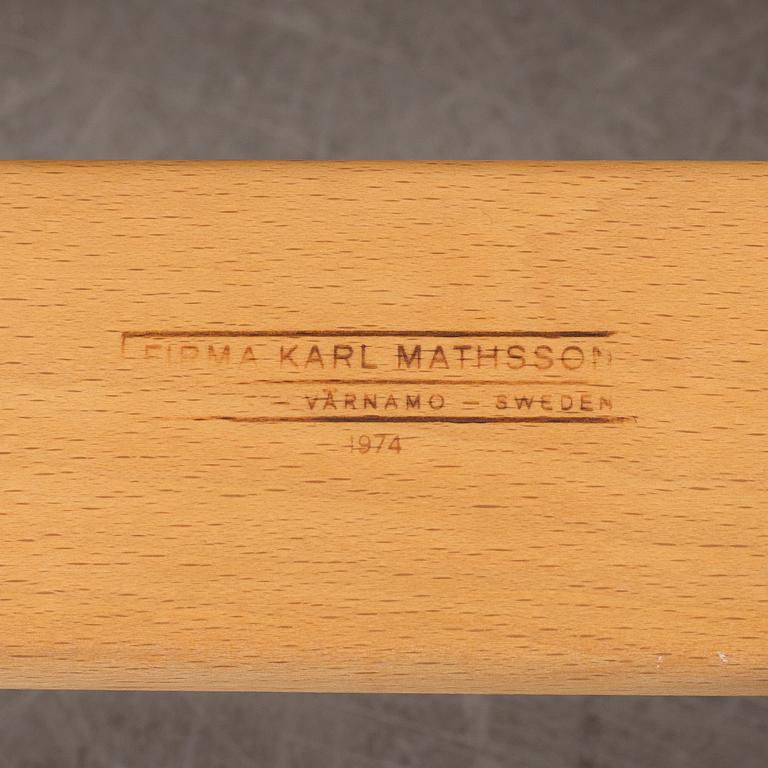 FIRMA KARL MATHSSON
– VÄRNAMO – SWEDEN
1974